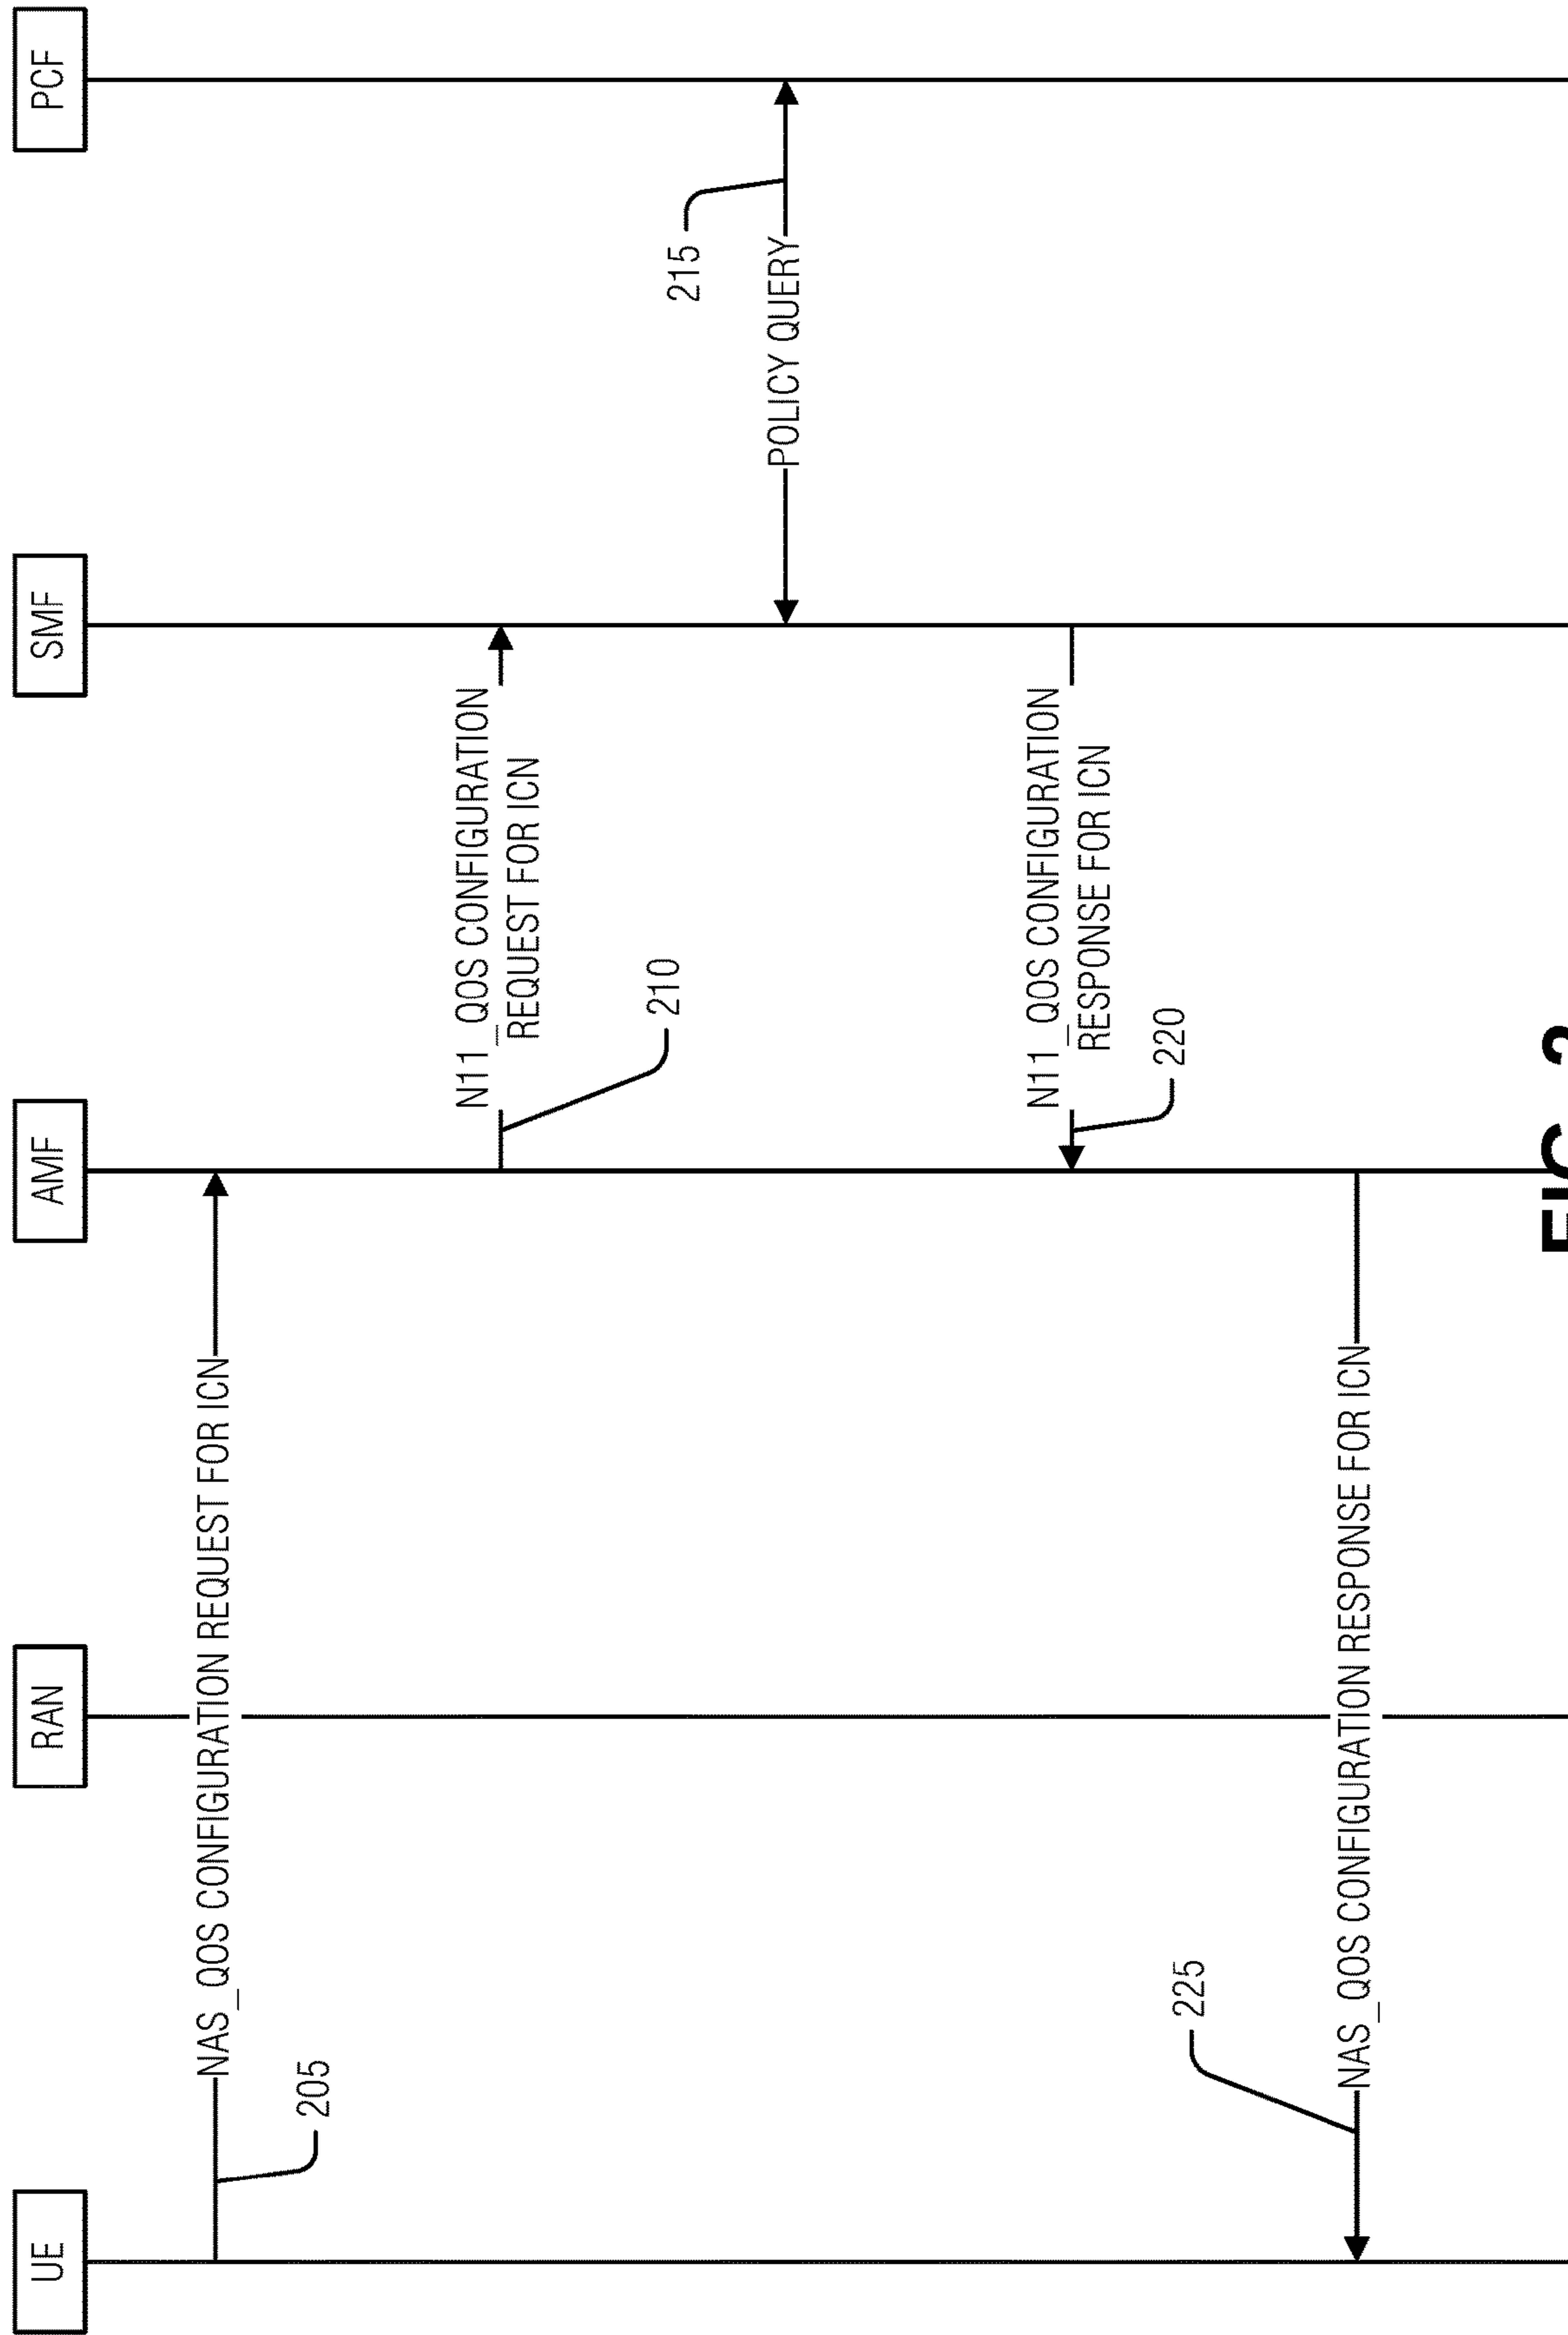 UE
RAN
AMF
SMF
PCF
NAS_QOS CONFIGURATION REQUEST FOR ICN
205
N11_QOS CONFIGURATION
REQUEST FOR ICN
210
215
POLICY QUERY
N11_QOS CONFIGURATION
RESPONSE FOR ICN
220
225
NAS_QOS CONFIGURATION RESPONSE FOR ICN